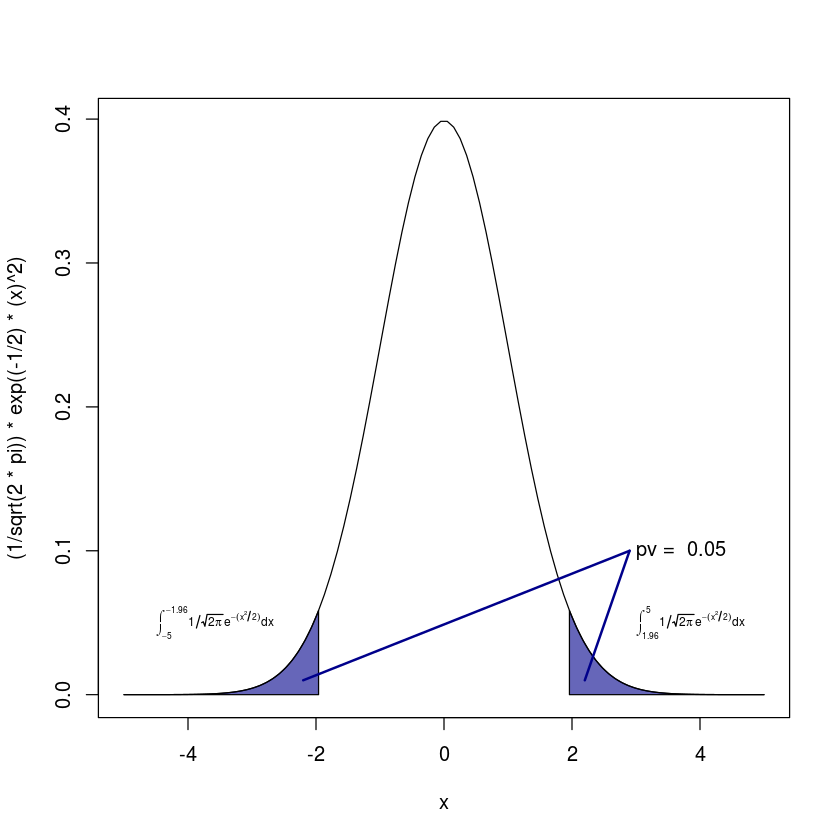 (1/sqrt(2 * pi)) * exp((-1/2) * (x)^2)
0.4
0.3
0.2
0.1
0.0
pv = 0.05
∫_{−5}^{−1.96} 1/√2π e^{−(x²/2)}dx
∫_{1.96}^{5} 1/√2π e^{−(x²/2)}dx
-4 -2 0 2 4
x